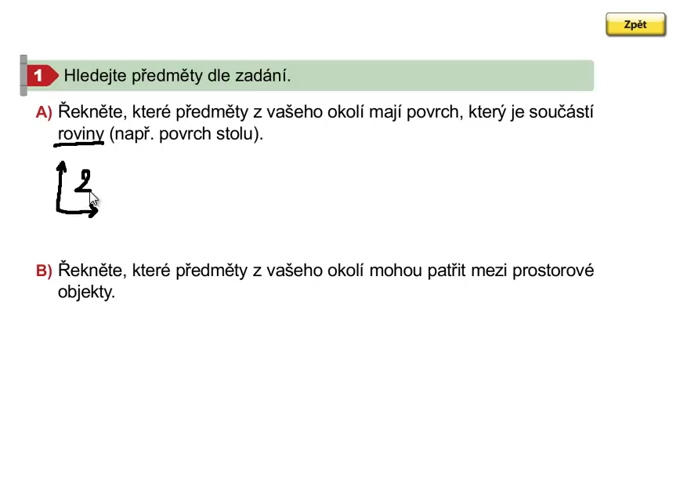 Zpět
1 Hledejte předměty dle zadání.
A) Řekněte, které předměty z vašeho okolí mají povrch, který je součástí
roviny (např. povrch stolu).
2
B) Řekněte, které předměty z vašeho okolí mohou patřit mezi prostorové
objekty.